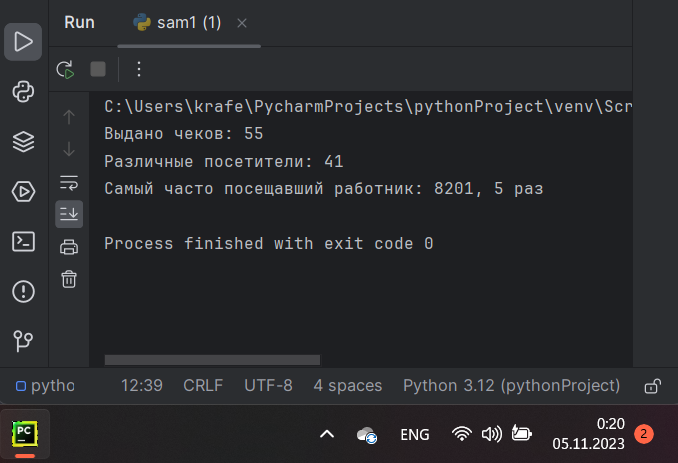 Run
sam1 (1)
C:\Users\krafe\PycharmProjects\pythonProject\venv\Scr
Выдано чеков: 55
Различные посетители: 41
Самый часто посещавший работник: 8201, 5 раз
Process finished with exit code 0
pytho
12:39 CRLF UTF-8 4 spaces Python 3.12 (pythonProject)
PC
ENG
0:20
05.11.2023
2